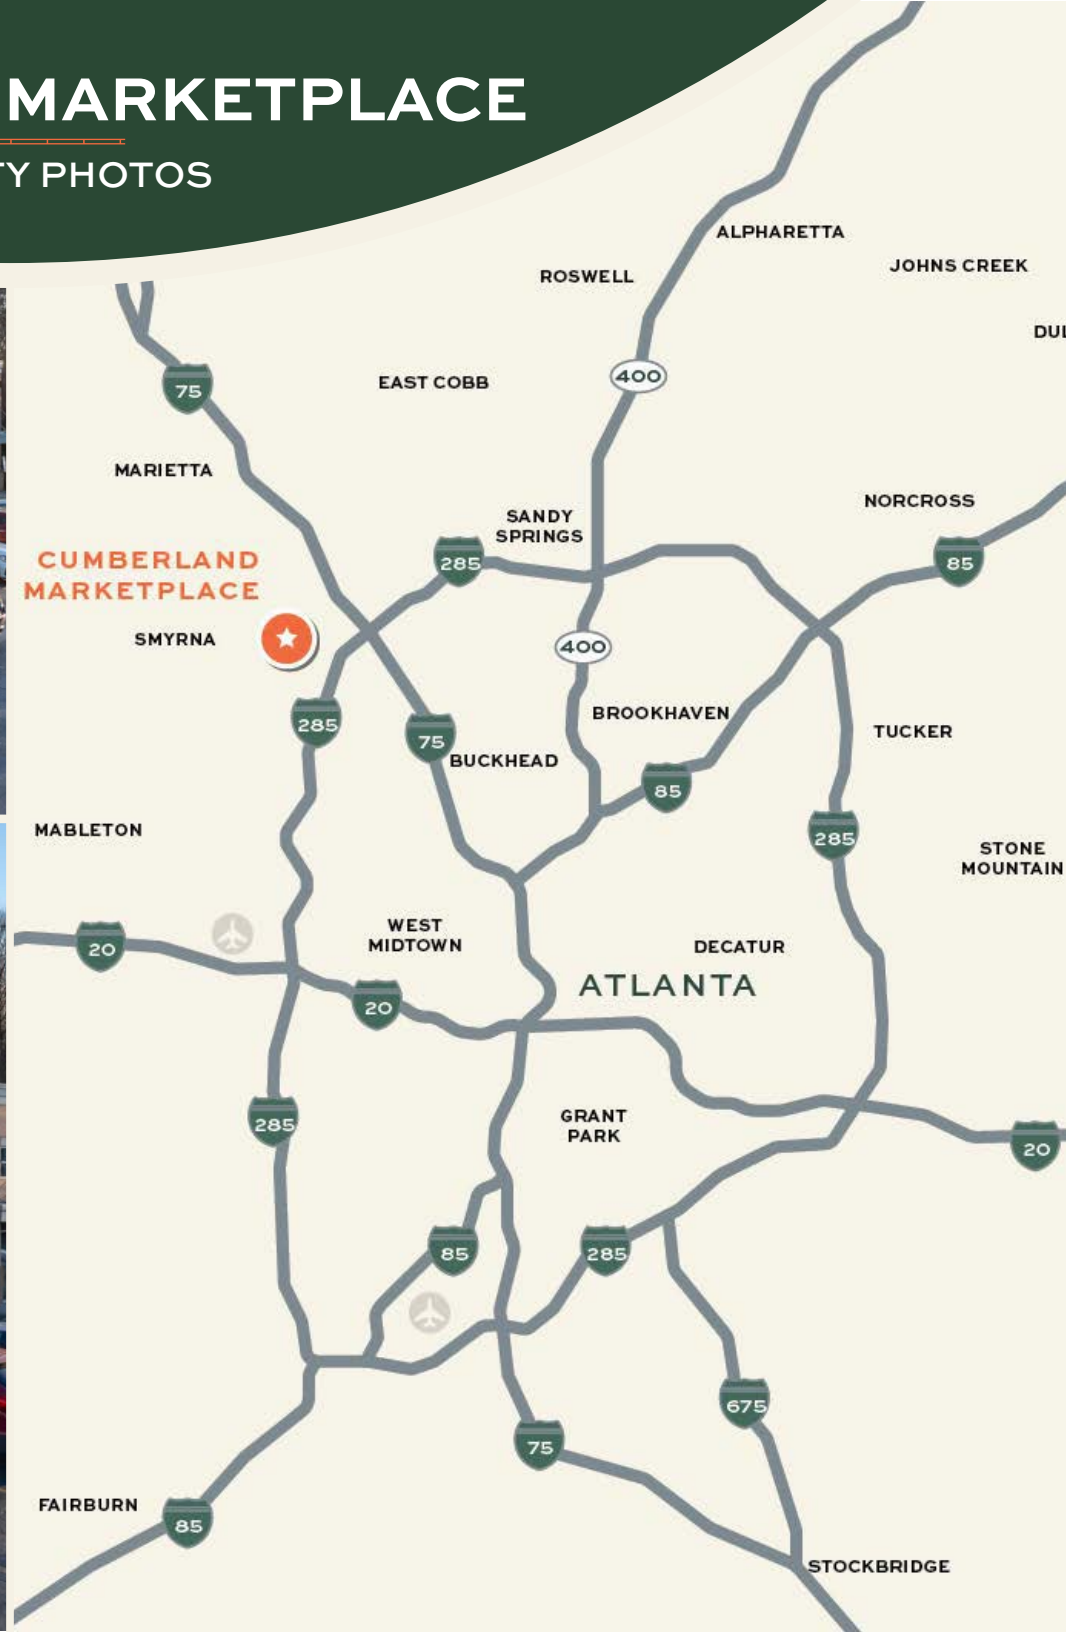 MARKETPLACE
TY PHOTOS
ALPHARETTA
JOHNS CREEK
ROSWELL
DUL
400
EAST COBB
75
MARIETTA
NORCROSS
SANDY
SPRINGS
CUMBERLAND
MARKETPLACE
285
85
SMYRNA
400
285
75
BROOKHAVEN
TUCKER
BUCKHEAD
85
MABLETON
285
STONE
MOUNTAIN
WEST
MIDTOWN
20
DECATUR
ATLANTA
20
285
GRANT
PARK
20
85
285
675
75
FAIRBURN
85
STOCKBRIDGE